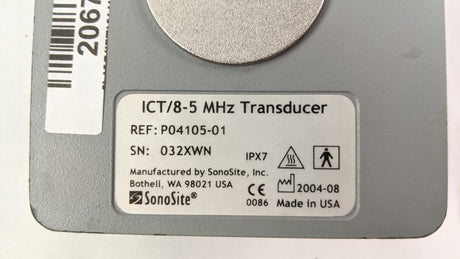 2067
ICT/8-5 MHz Transducer
REF: P04105-01
SN: 032XWN IPX7
Manufactured by SonoSite, Inc.
Bothell, WA 98021 USA
2004-08
SonoSite® CE 0086 Made in USA